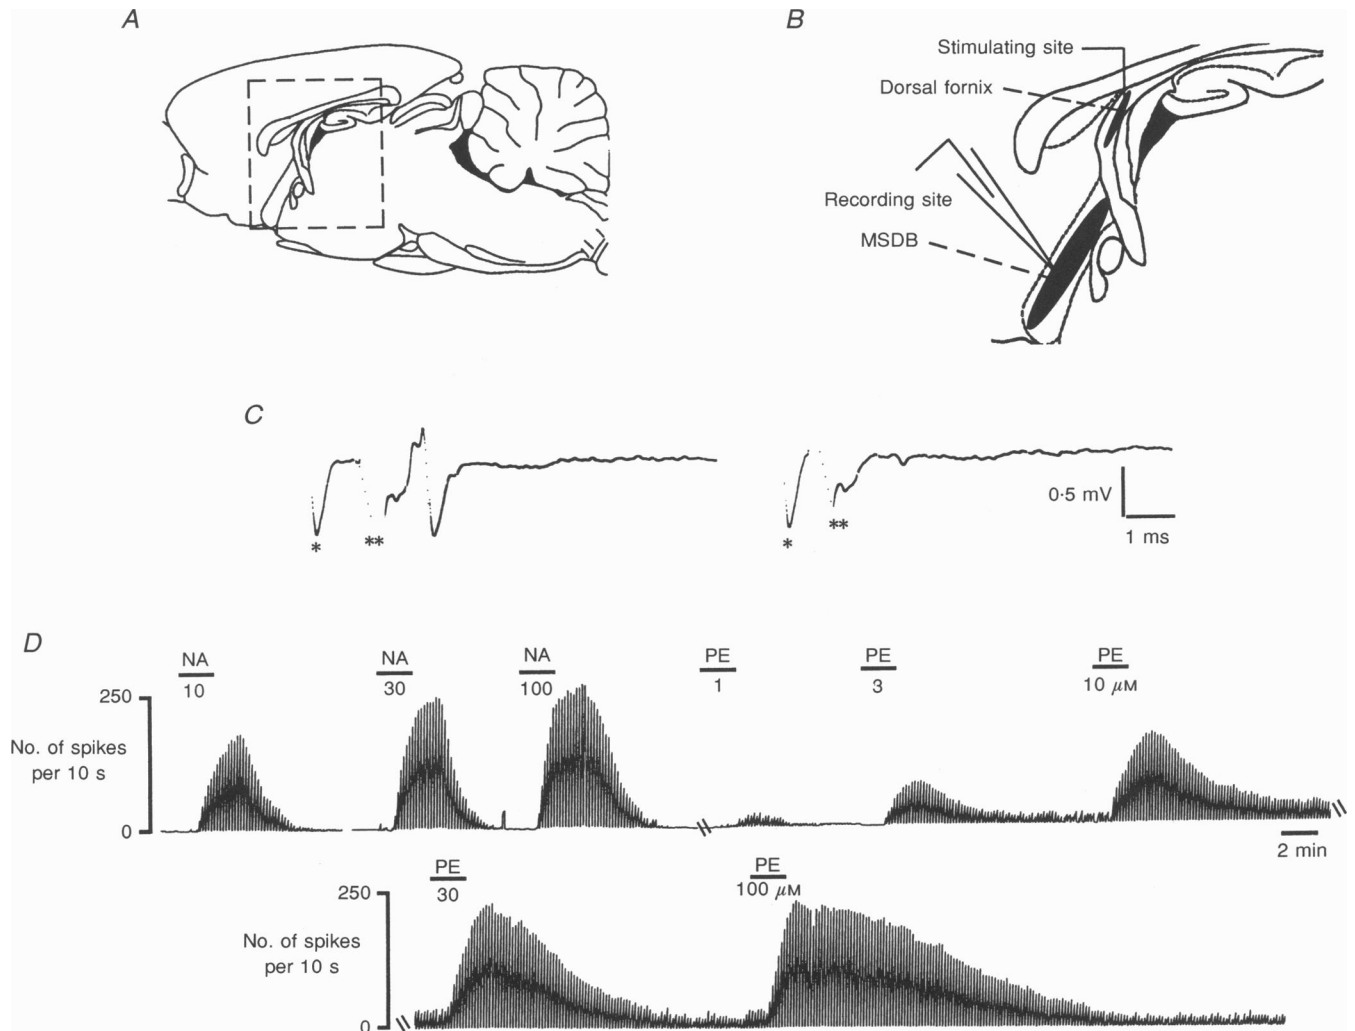 A
B
Stimulating site
Dorsal fornix
Recording site
MSDB
C
*
**
*
**
0·5 mV
1 ms
D
NA
10
NA
30
NA
100
PE
1
PE
3
PE
10 μM
250
No. of spikes
per 10 s
0
2 min
PE
30
PE
100 μM
250
No. of spikes
per 10 s
0